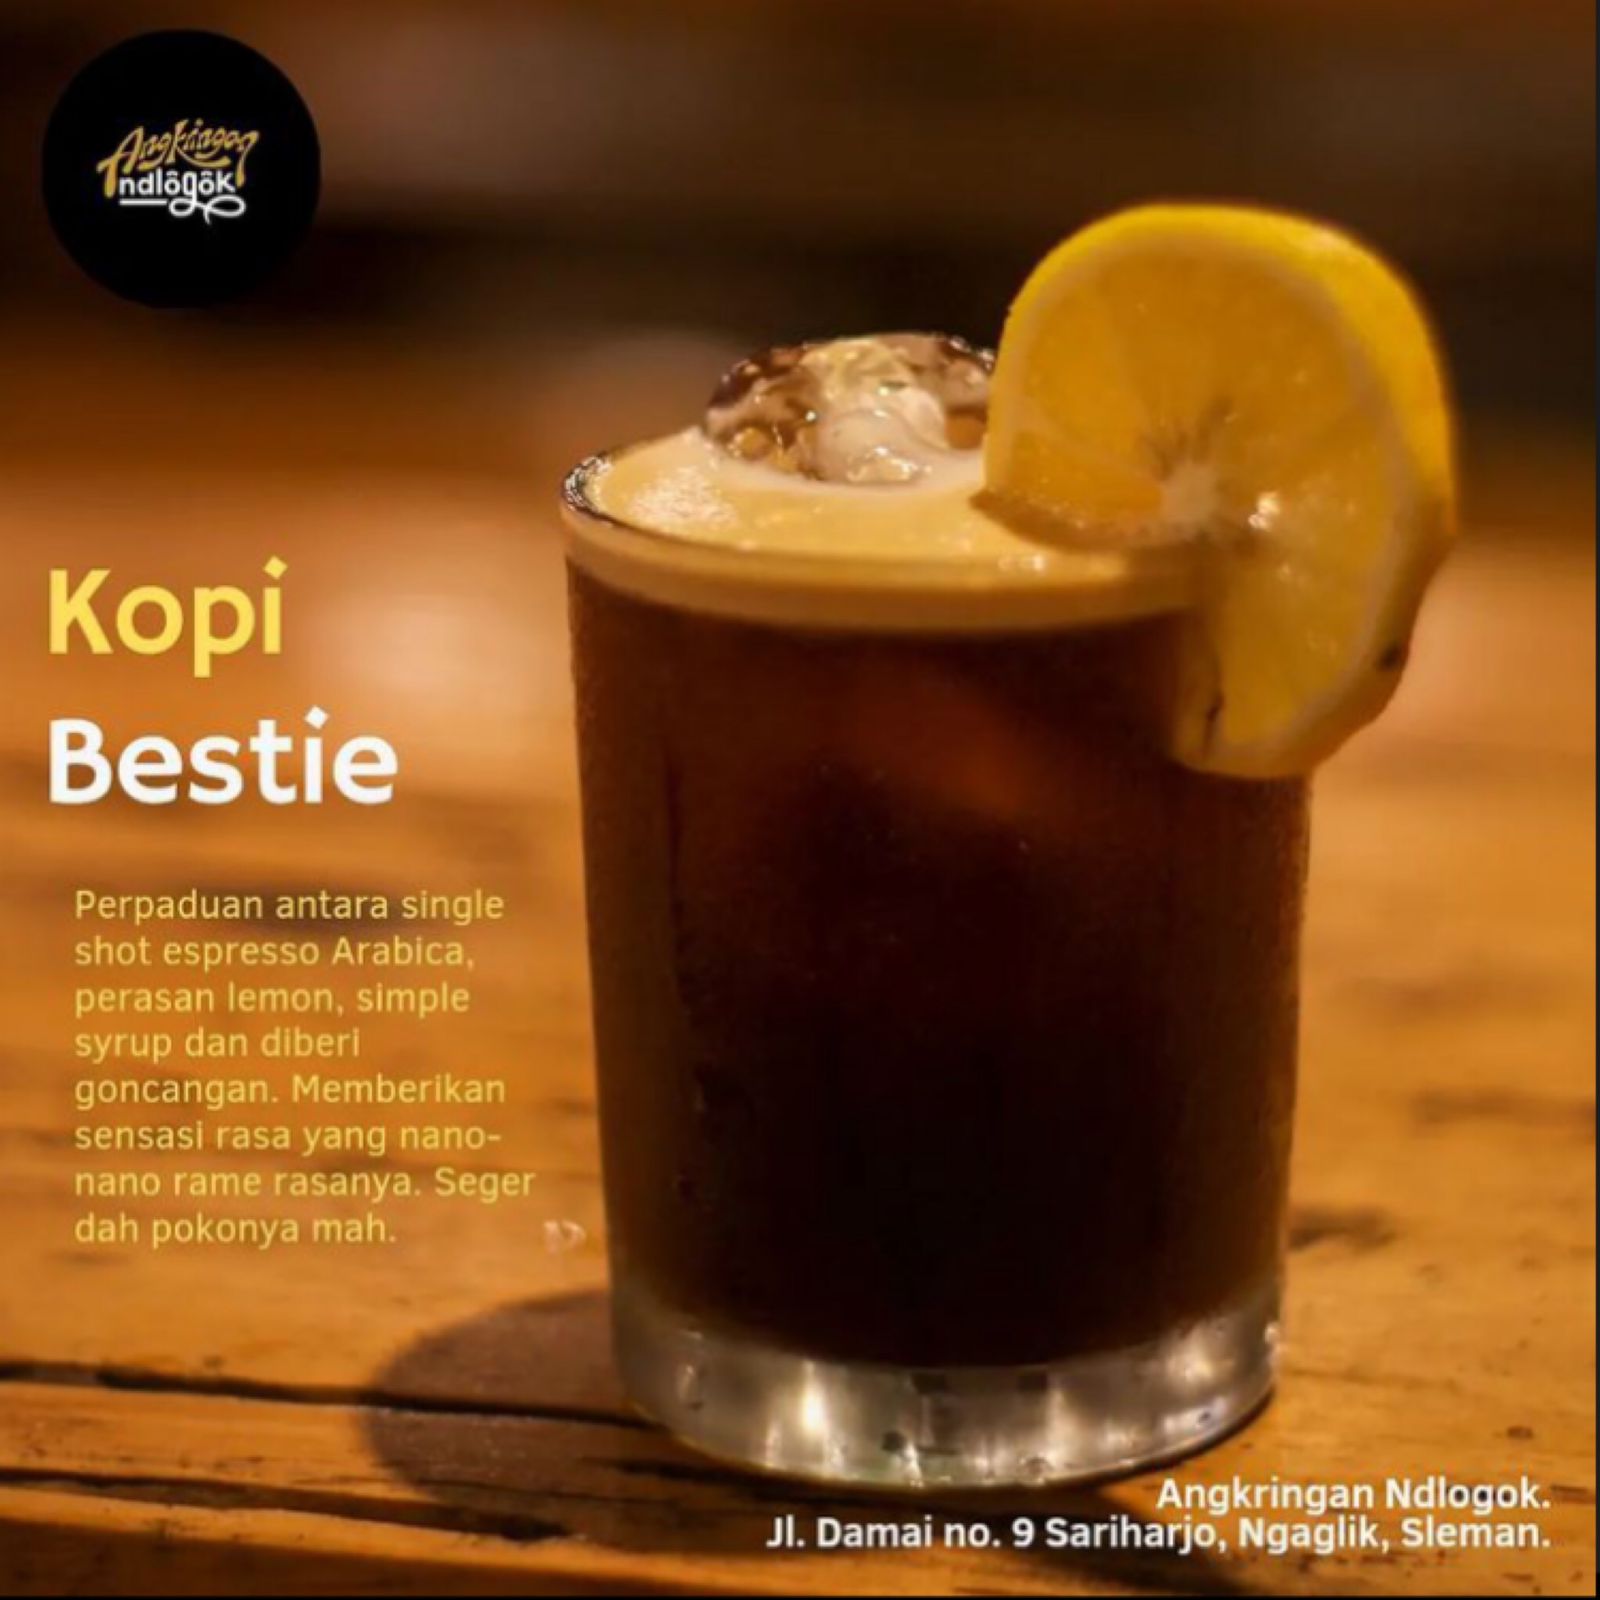 Angkringan
ndlôgôk
Kopi
Bestie
Perpaduan antara single
shot espresso Arabica,
perasan lemon, simple
syrup dan diberi
goncangan. Memberikan
sensasi rasa yang nano-
nano rame rasanya. Seger
dah pokonya mah.
Angkringan Ndlogok.
Jl. Damai no. 9 Sariharjo, Ngaglik, Sleman.